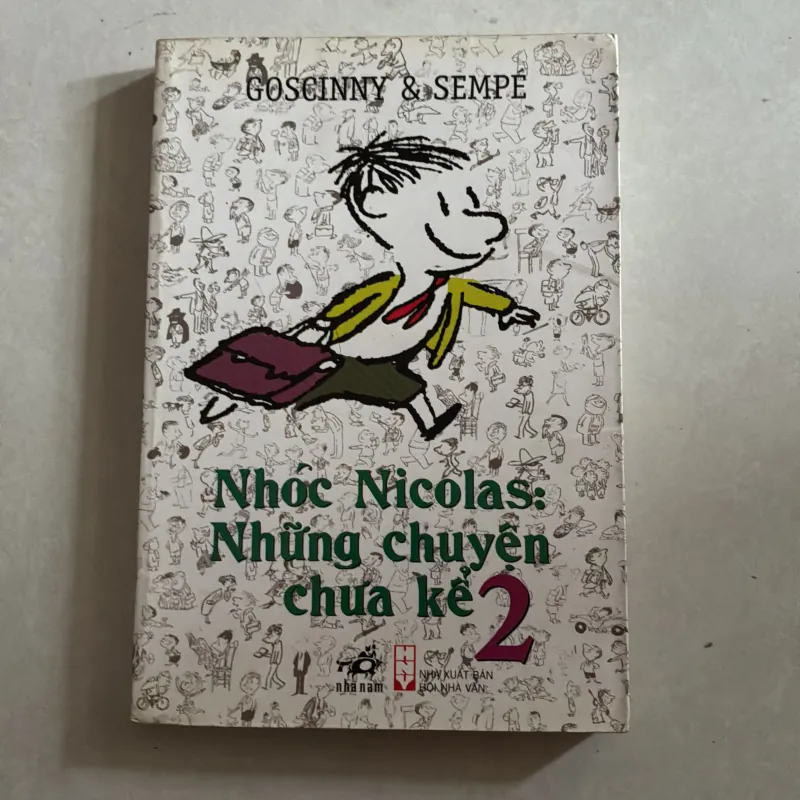 GOSCINNY & SEMPÉ
Nhóc Nicolas:
Những chuyện
chưa kể 2
nhã nam
NHÀ XUẤT BẢN
HỘI NHÀ VĂN